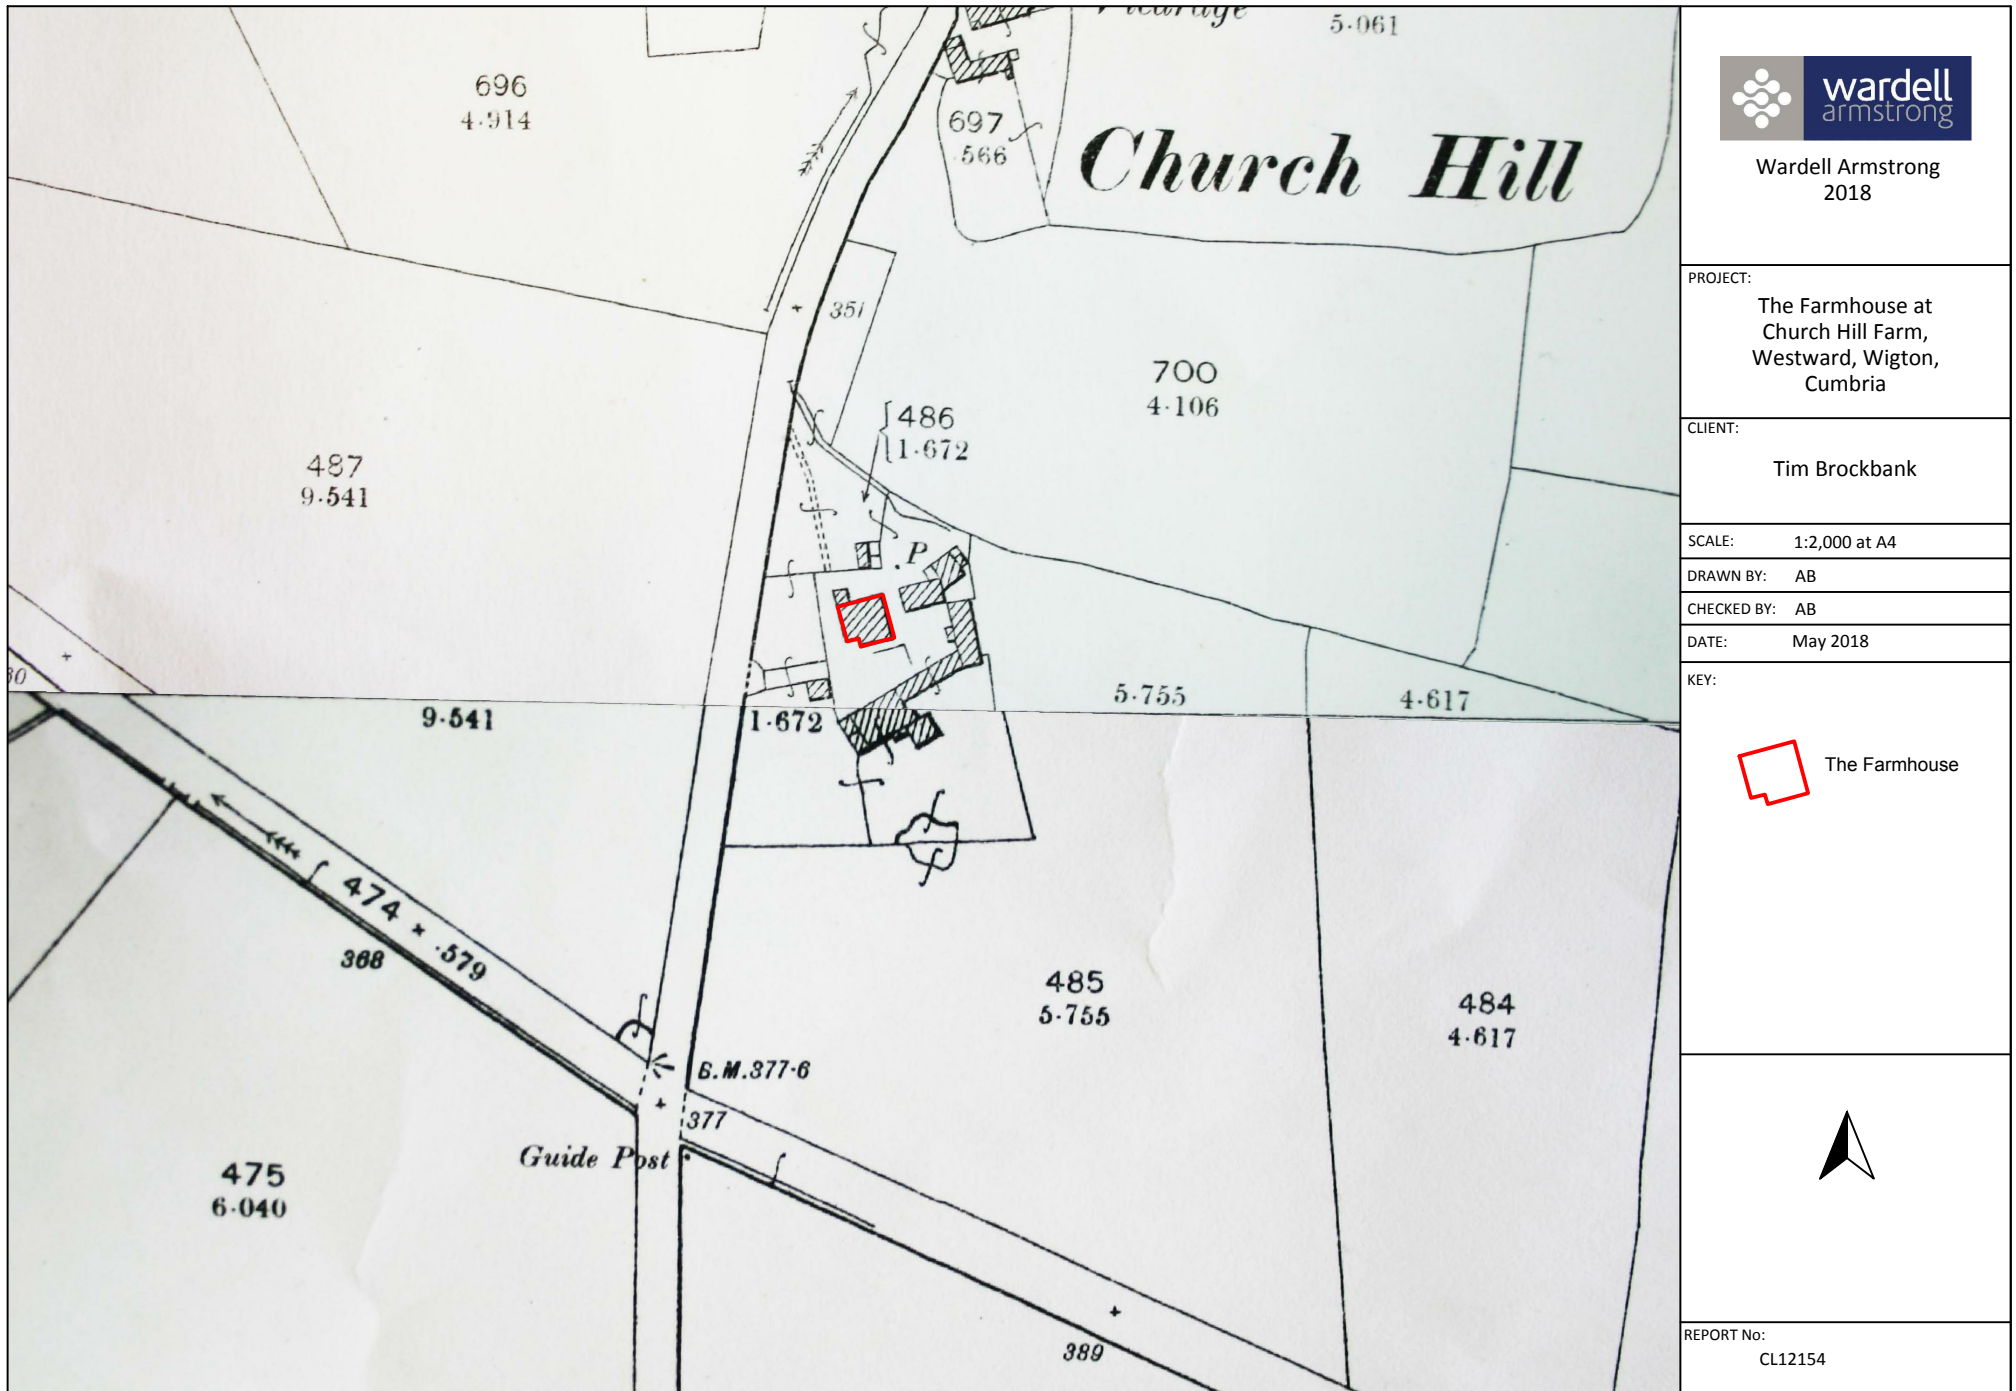 Vicarage
5·061
696
4·914
697
·566
Church Hill
351
700
4·106
486
1·672
487
9·541
P
30
5·755
4·617
9·541
1·672
474
·579
368
485
5·755
484
4·617
B.M.377·6
377
Guide Post
475
6·040
389
wardell
armstrong
Wardell Armstrong
2018
PROJECT:
The Farmhouse at
Church Hill Farm,
Westward, Wigton,
Cumbria
CLIENT:
Tim Brockbank
SCALE: 1:2,000 at A4
DRAWN BY: AB
CHECKED BY: AB
DATE: May 2018
KEY:
The Farmhouse
REPORT No:
CL12154